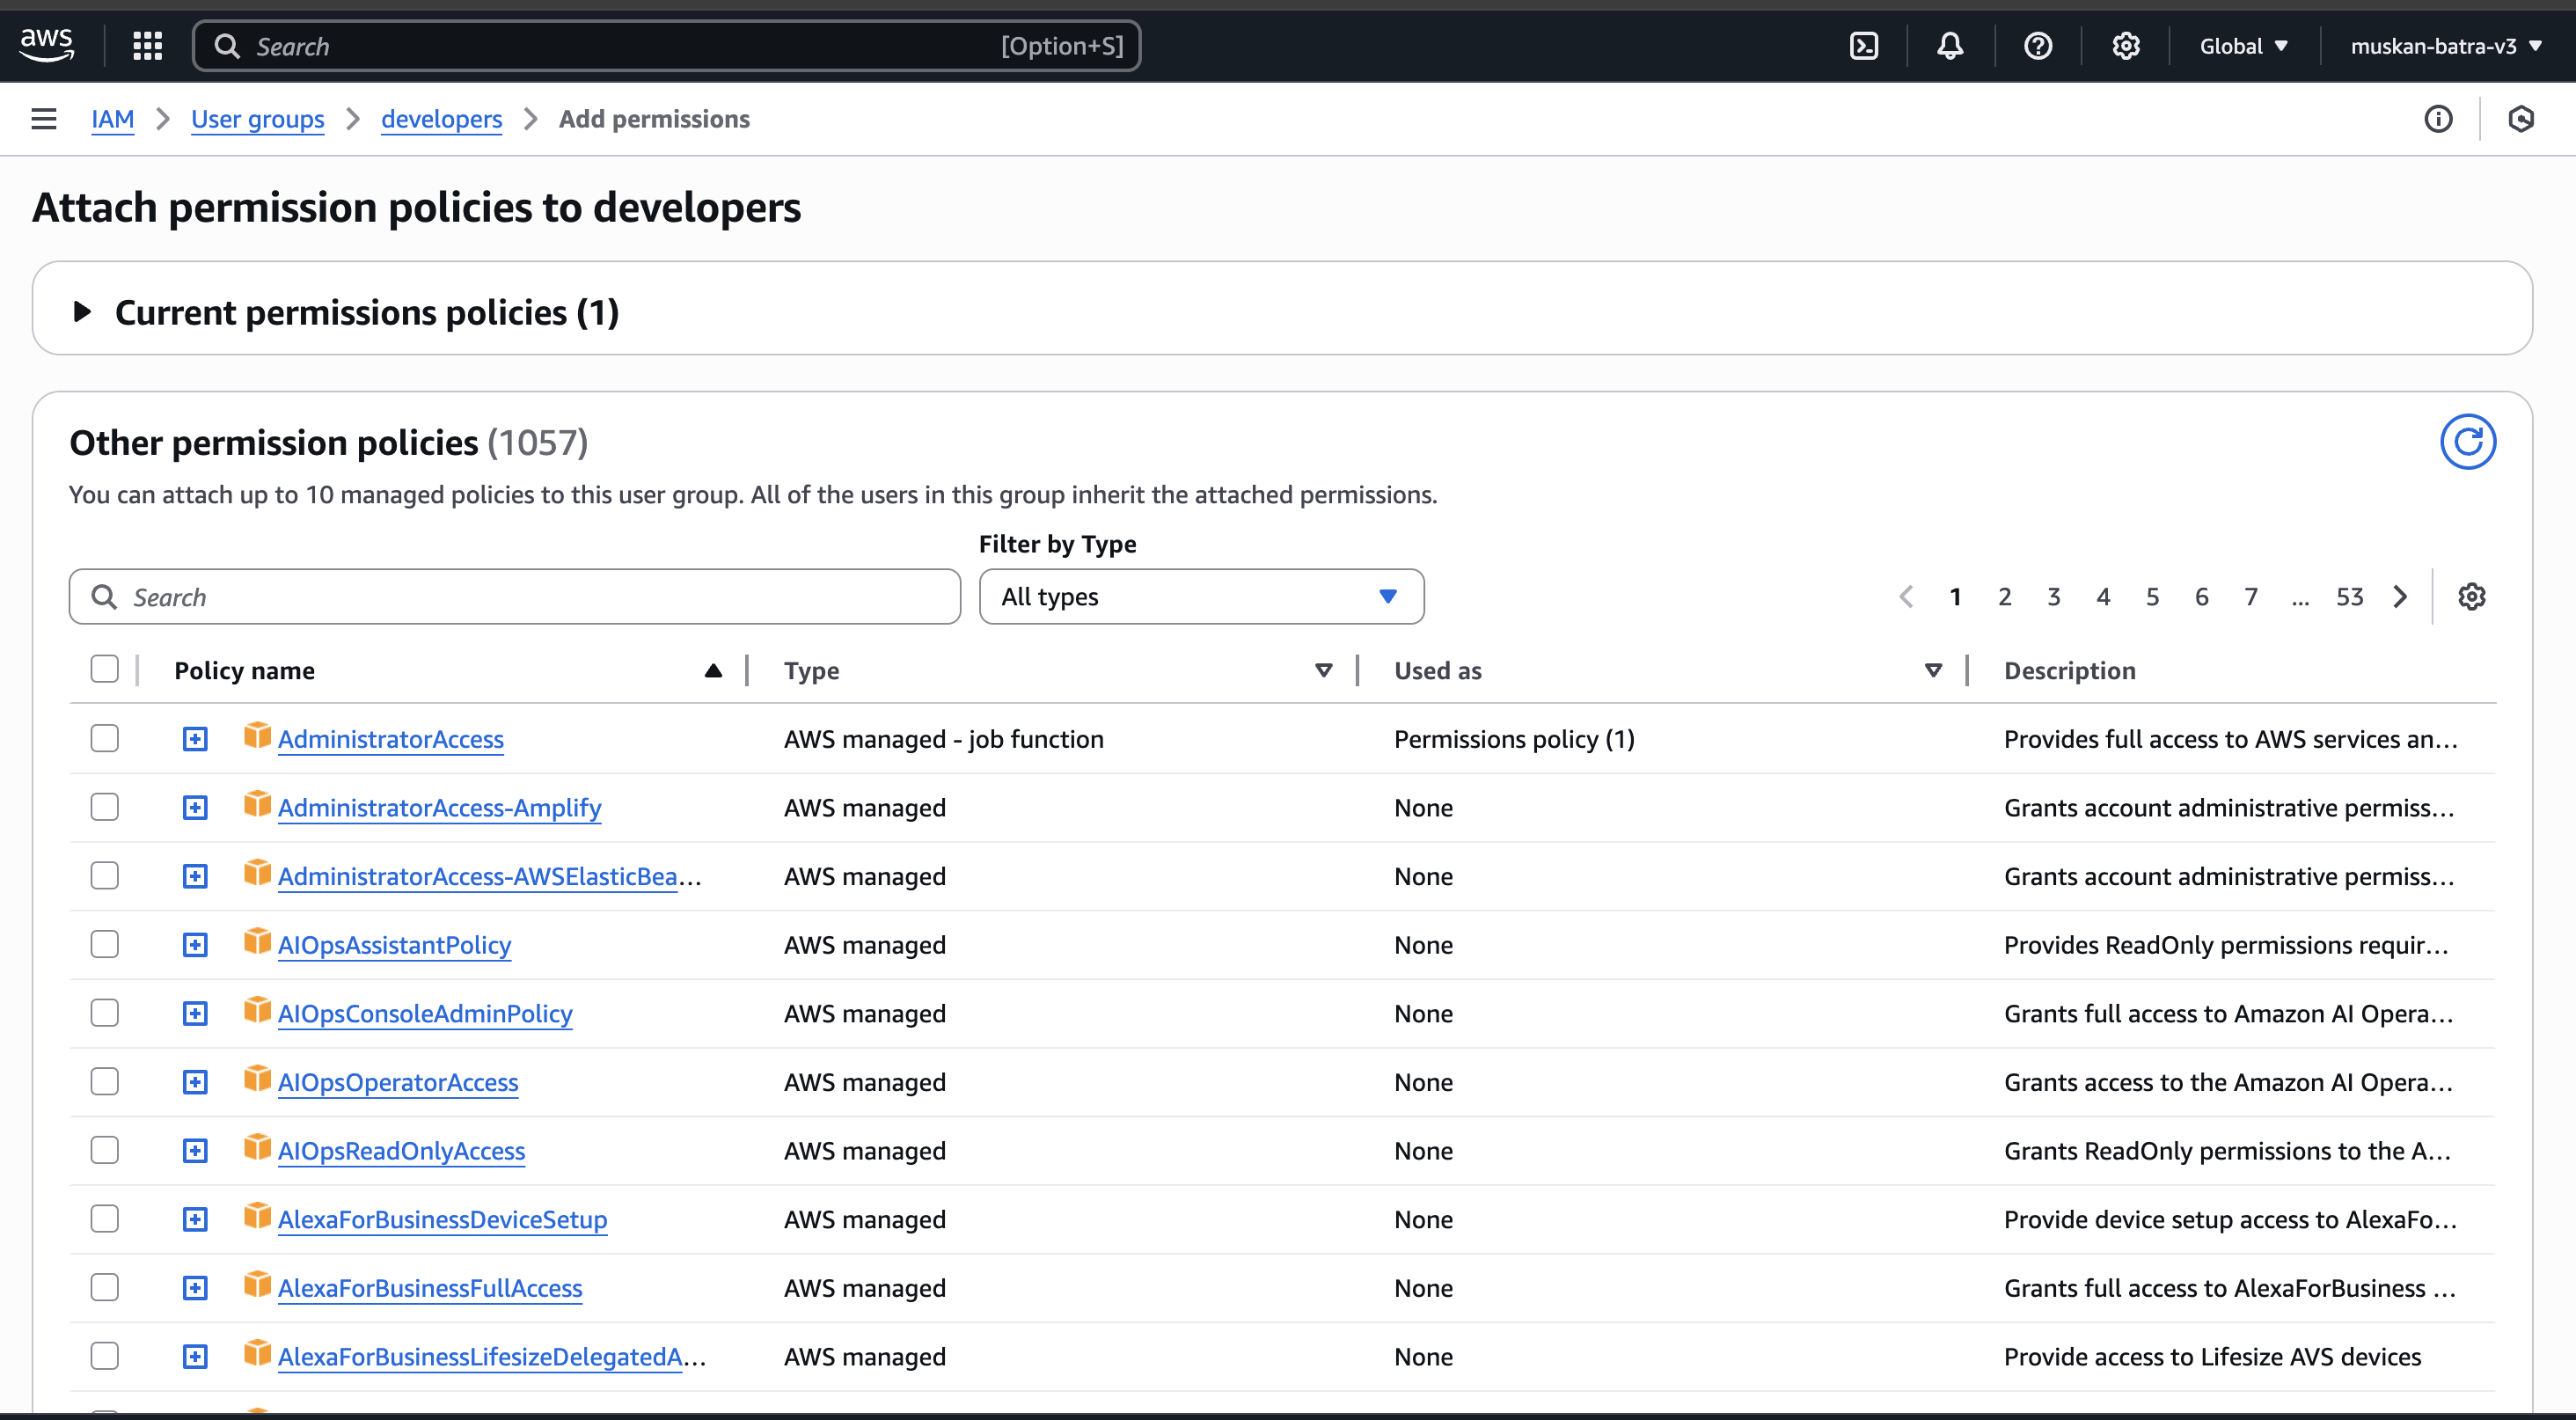 aws Search [Option+S] Global muskan-batra-v3
IAM User groups developers Add permissions
Attach permission policies to developers
Current permissions policies (1)
Other permission policies (1057)
You can attach up to 10 managed policies to this user group. All of the users in this group inherit the attached permissions.
Filter by Type
Search All types 1 2 3 4 5 6 7 ... 53
Policy name Type Used as Description
AdministratorAccess AWS managed - job function Permissions policy (1) Provides full access to AWS services an...
AdministratorAccess-Amplify AWS managed None Grants account administrative permiss...
AdministratorAccess-AWSElasticBea... AWS managed None Grants account administrative permiss...
AIOpsAssistantPolicy AWS managed None Provides ReadOnly permissions requir...
AIOpsConsoleAdminPolicy AWS managed None Grants full access to Amazon AI Opera...
AIOpsOperatorAccess AWS managed None Grants access to the Amazon AI Opera...
AIOpsReadOnlyAccess AWS managed None Grants ReadOnly permissions to the A...
AlexaForBusinessDeviceSetup AWS managed None Provide device setup access to AlexaFo...
AlexaForBusinessFullAccess AWS managed None Grants full access to AlexaForBusiness ...
AlexaForBusinessLifesizeDelegatedA... AWS managed None Provide access to Lifesize AVS devices